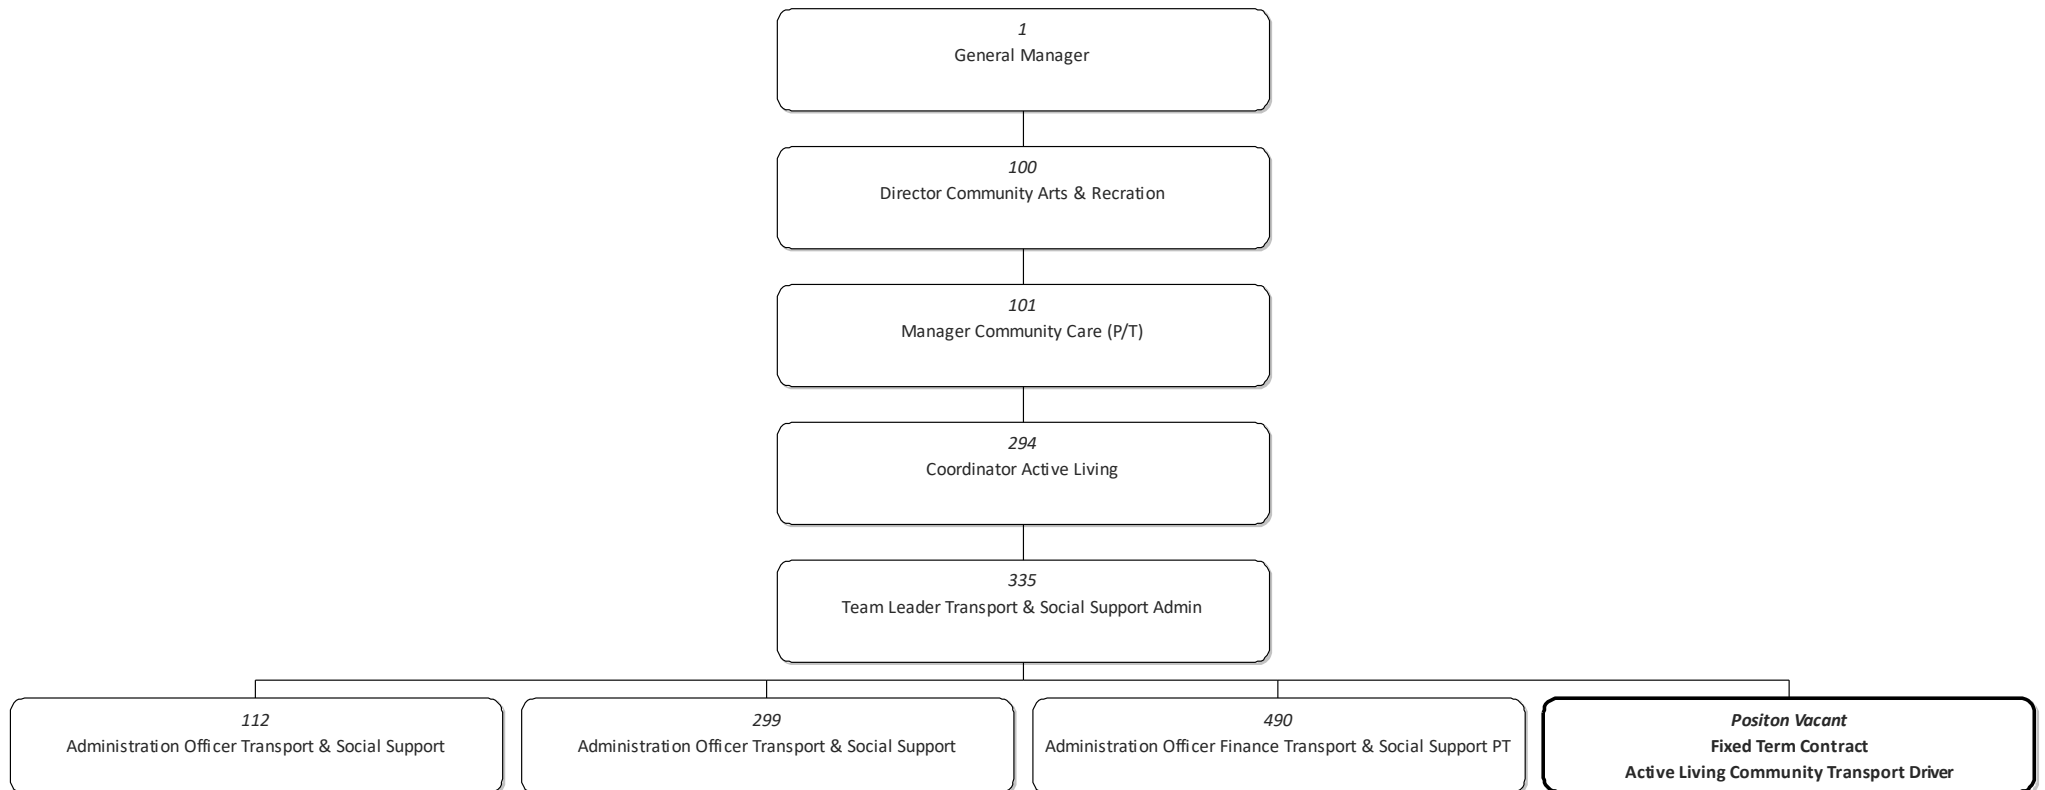 1
General Manager
100
Director Community Arts & Recration
101
Manager Community Care (P/T)
294
Coordinator Active Living
335
Team Leader Transport & Social Support Admin
112
Administration Officer Transport & Social Support
299
Administration Officer Transport & Social Support
490
Administration Officer Finance Transport & Social Support PT
Positon Vacant
Fixed Term Contract
Active Living Community Transport Driver